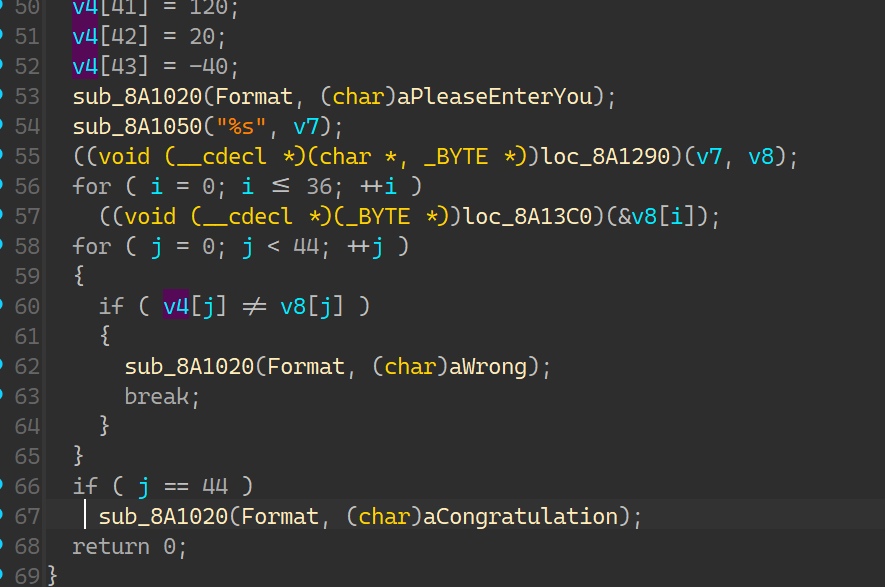 50 v4[41] = 120;
51 v4[42] = 20;
52 v4[43] = -40;
53 sub_8A1020(Format, (char)aPleaseEnterYou);
54 sub_8A1050("%s", v7);
55 ((void (__cdecl *)(char *, _BYTE *))loc_8A1290)(v7, v8);
56 for ( i = 0; i ≤ 36; ++i )
57 ((void (__cdecl *)(_BYTE *))loc_8A13C0)(&v8[i]);
58 for ( j = 0; j < 44; ++j )
59 {
60 if ( v4[j] ≠ v8[j] )
61 {
62 sub_8A1020(Format, (char)aWrong);
63 break;
64 }
65 }
66 if ( j == 44 )
67 sub_8A1020(Format, (char)aCongratulation);
68 return 0;
69 }